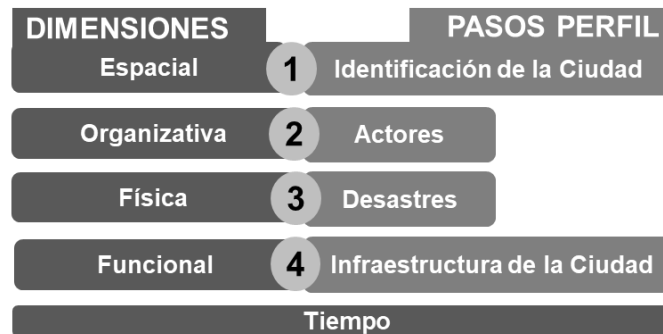 DIMENSIONES PASOS PERFIL
Espacial 1 Identificación de la Ciudad
Organizativa 2 Actores
Física 3 Desastres
Funcional 4 Infraestructura de la Ciudad
Tiempo